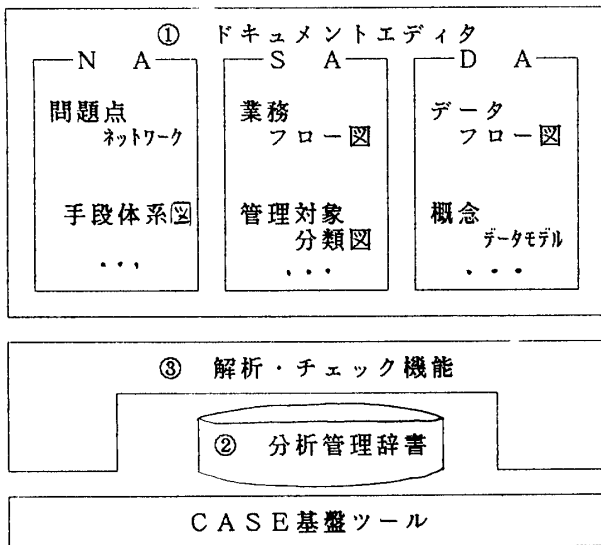 ① ドキュメントエディタ
N A
S A
D A
問題点
ネットワーク
手段体系図
・・・
業務
フロー図
管理対象
分類図
・・・
データ
フロー図
概念
データモデル
・・・
③ 解析・チェック機能
② 分析管理辞書
CASE基盤ツール